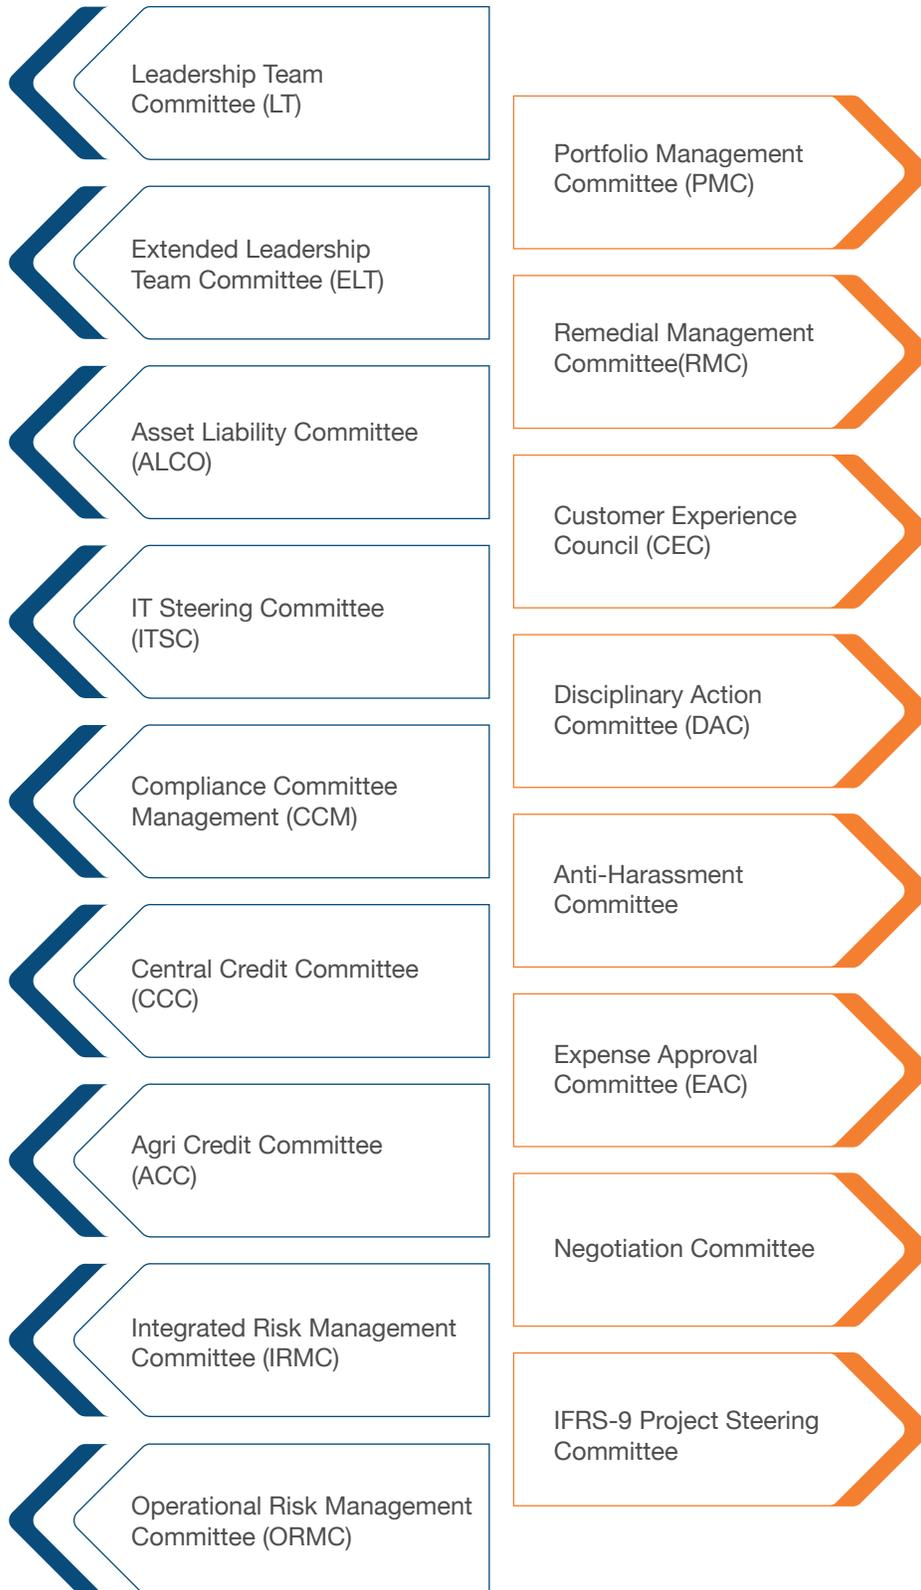 Leadership Team
Committee (LT)
Extended Leadership
Team Committee (ELT)
Asset Liability Committee
(ALCO)
IT Steering Committee
(ITSC)
Compliance Committee
Management (CCM)
Central Credit Committee
(CCC)
Agri Credit Committee
(ACC)
Integrated Risk Management
Committee (IRMC)
Operational Risk Management
Committee (ORMC)
Portfolio Management
Committee (PMC)
Remedial Management
Committee(RMC)
Customer Experience
Council (CEC)
Disciplinary Action
Committee (DAC)
Anti-Harassment
Committee
Expense Approval
Committee (EAC)
Negotiation Committee
IFRS-9 Project Steering
Committee